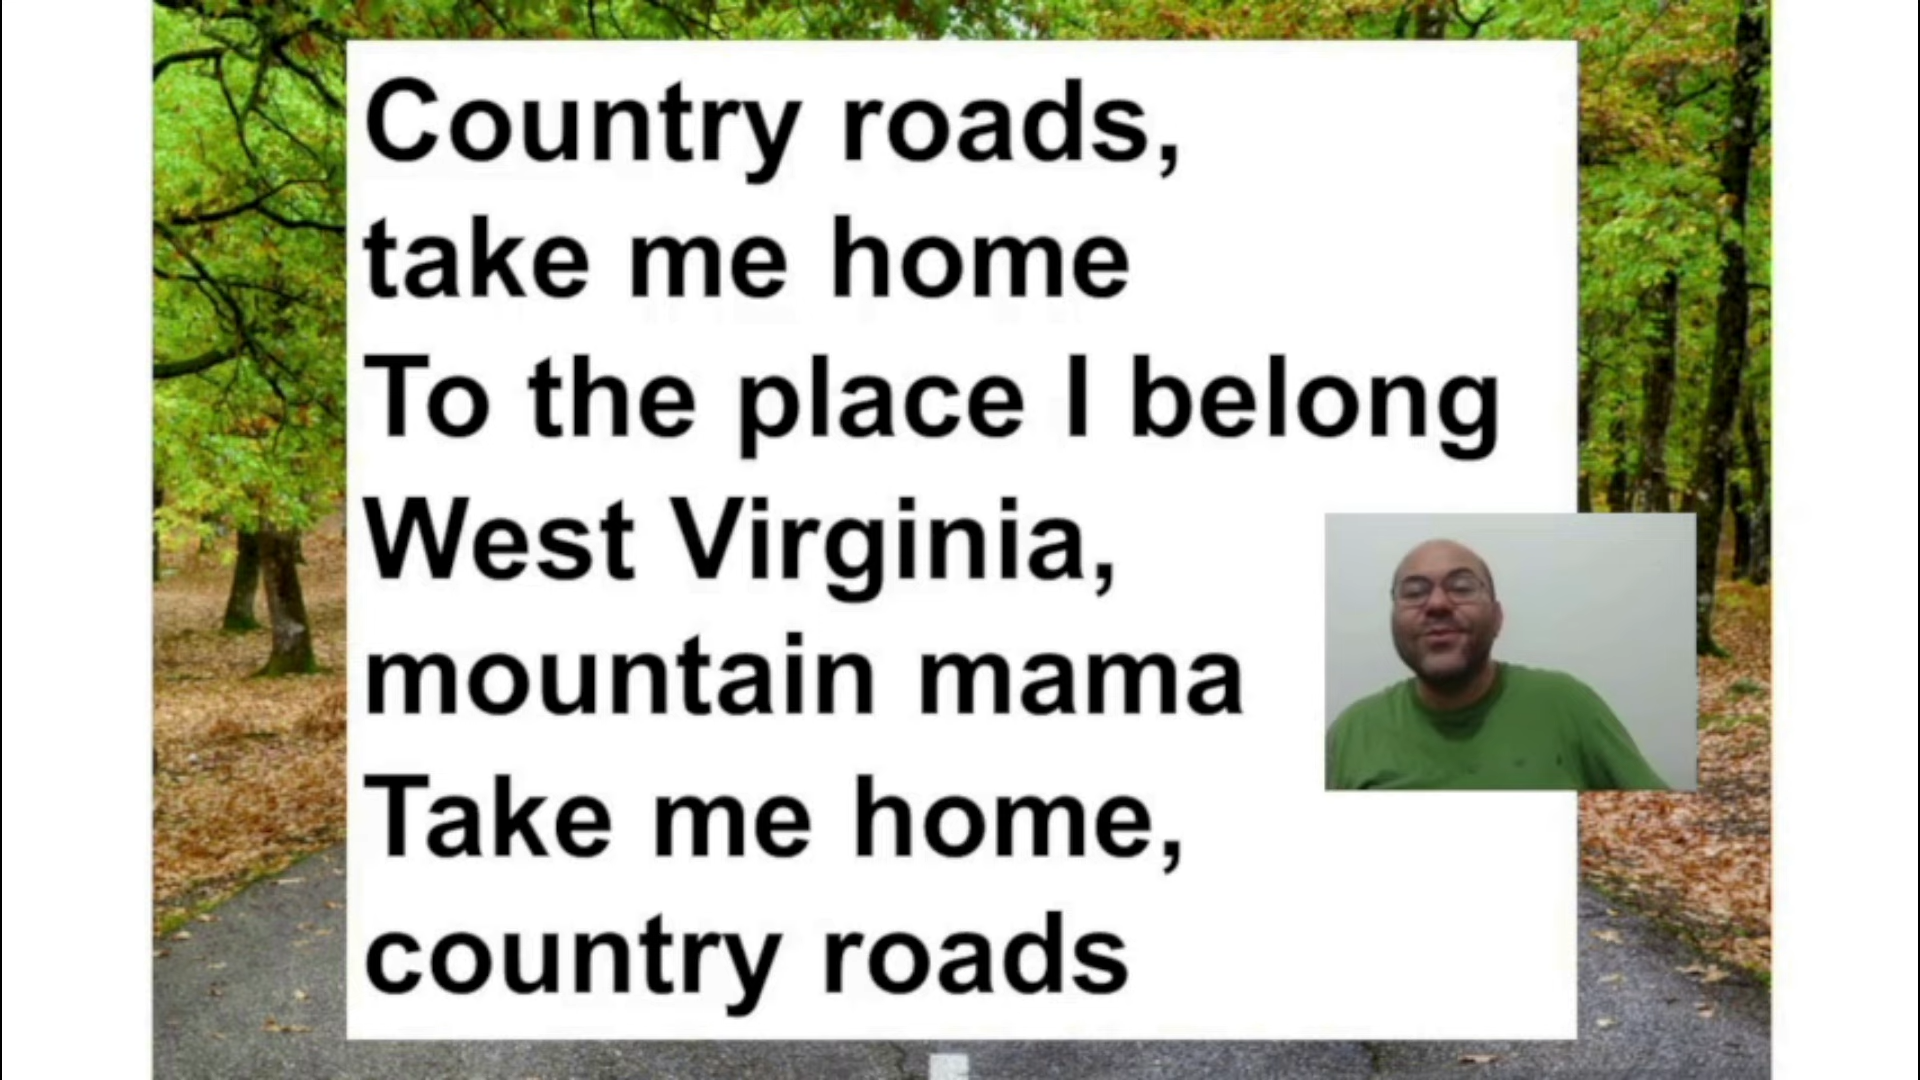 Country roads,
take me home
To the place I belong
West Virginia,
mountain mama
Take me home,
country roads